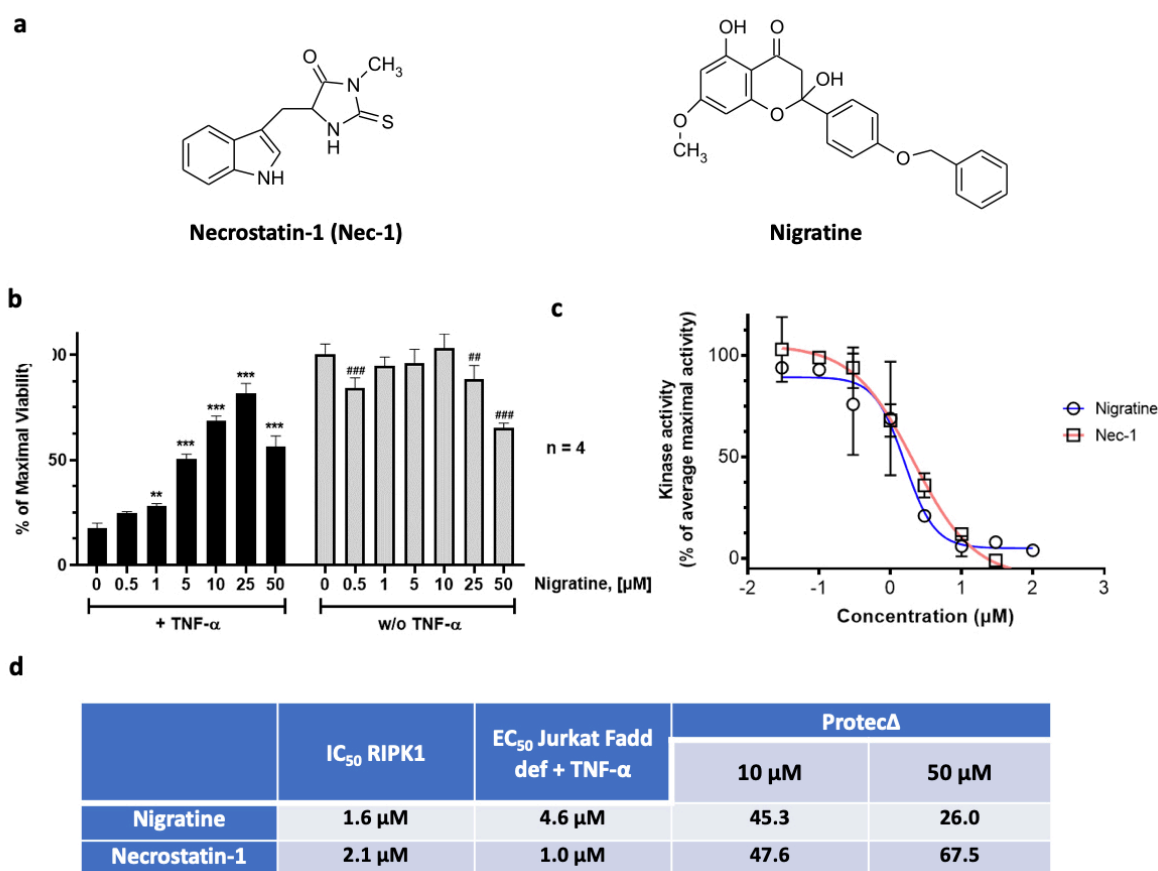 a
O
CH₃
N
S
N
H
NH
Necrostatin-1 (Nec-1)
OH
O
OH
O
O
CH₃
O
Nigratine
b
% of Maximal Viability
00
50
0
**
***
***
***
***
###
##
###
0 0.5 1 5 10 25 50 0 0.5 1 5 10 25 50 Nigratine, [µM]
+ TNF-α
w/o TNF-α
n = 4
c
Kinase activity
(% of average maximal activity)
100
50
0
-2 -1 0 1 2 3
Concentration (µM)
Nigratine
Nec-1
d
IC₅₀ RIPK1
EC₅₀ Jurkat Fadd
def + TNF-α
ProtecΔ
10 µM 50 µM
Nigratine 1.6 µM 4.6 µM 45.3 26.0
Necrostatin-1 2.1 µM 1.0 µM 47.6 67.5